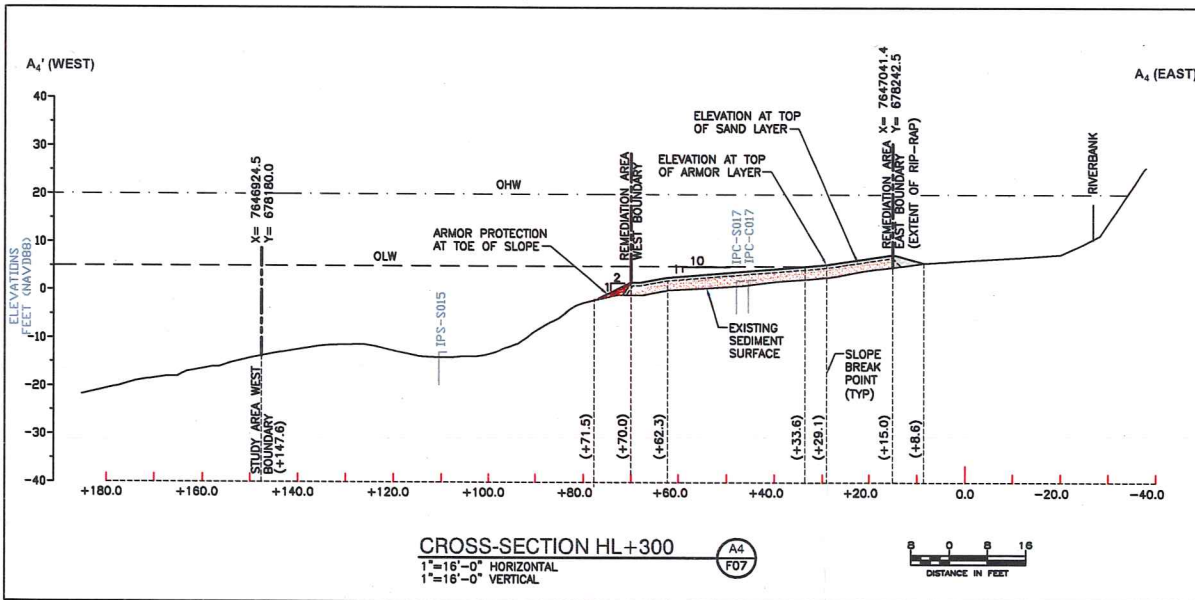 A4' (WEST)
A4 (EAST)
40
30
20
10
0
-10
-20
-30
-40
ELEVATIONS
FEET (NAVD88)
OHW
OLW
X= 7646924.5
Y= 678180.0
STUDY AREA WEST
BOUNDARY
(+147.6)
IPS-S015
ARMOR PROTECTION
AT TOE OF SLOPE
1
2
REMEDIATION AREA
WEST BOUNDARY
10
1
IPC-S017
IPC-C017
ELEVATION AT TOP
OF SAND LAYER
ELEVATION AT TOP
OF ARMOR LAYER
REMEDIATION AREA X= 7647041.4
EAST BOUNDARY Y= 678242.5
(EXTENT OF RIP-RAP)
RIVERBANK
EXISTING
SEDIMENT
SURFACE
SLOPE
BREAK
POINT
(TYP)
(+71.5)
(+70.0)
(+62.3)
(+33.6)
(+29.1)
(+15.0)
(+8.6)
+180.0
+160.0
+140.0
+120.0
+100.0
+80.0
+60.0
+40.0
+20.0
0.0
-20.0
-40.0
CROSS-SECTION HL+300
A4
F07
1"=16'-0" HORIZONTAL
1"=16'-0" VERTICAL
8 0 8 16
DISTANCE IN FEET